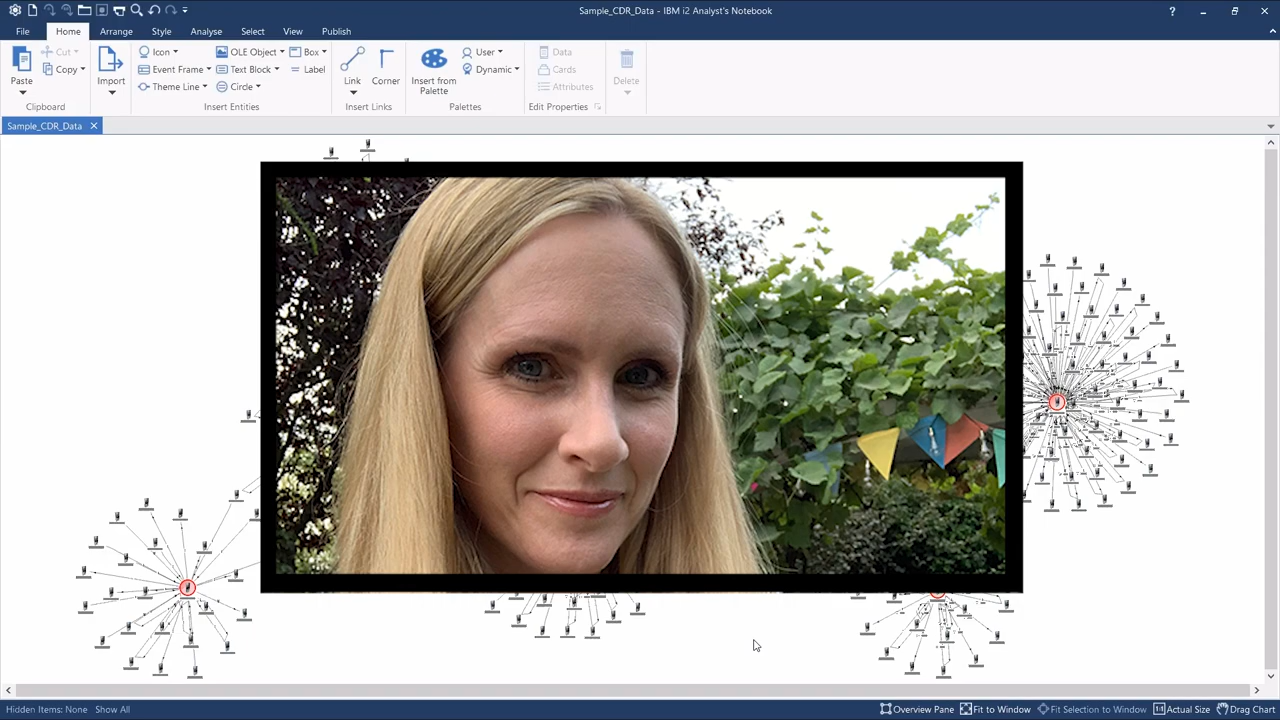 Sample_CDR_Data - IBM i2 Analyst's Notebook
File Home Arrange Style Analyse Select View Publish
Paste
Cut
Copy
Clipboard
Import
Icon
Event Frame
Theme Line
OLE Object
Text Block
Circle
Box
Label
Insert Entities
Link
Corner
Insert Links
Insert from
Palette
User
Dynamic
Palettes
Data
Cards
Attributes
Edit Properties
Delete
Sample_CDR_Data
Hidden Items: None Show All
Overview Pane Fit to Window Fit Selection to Window Actual Size Drag Chart